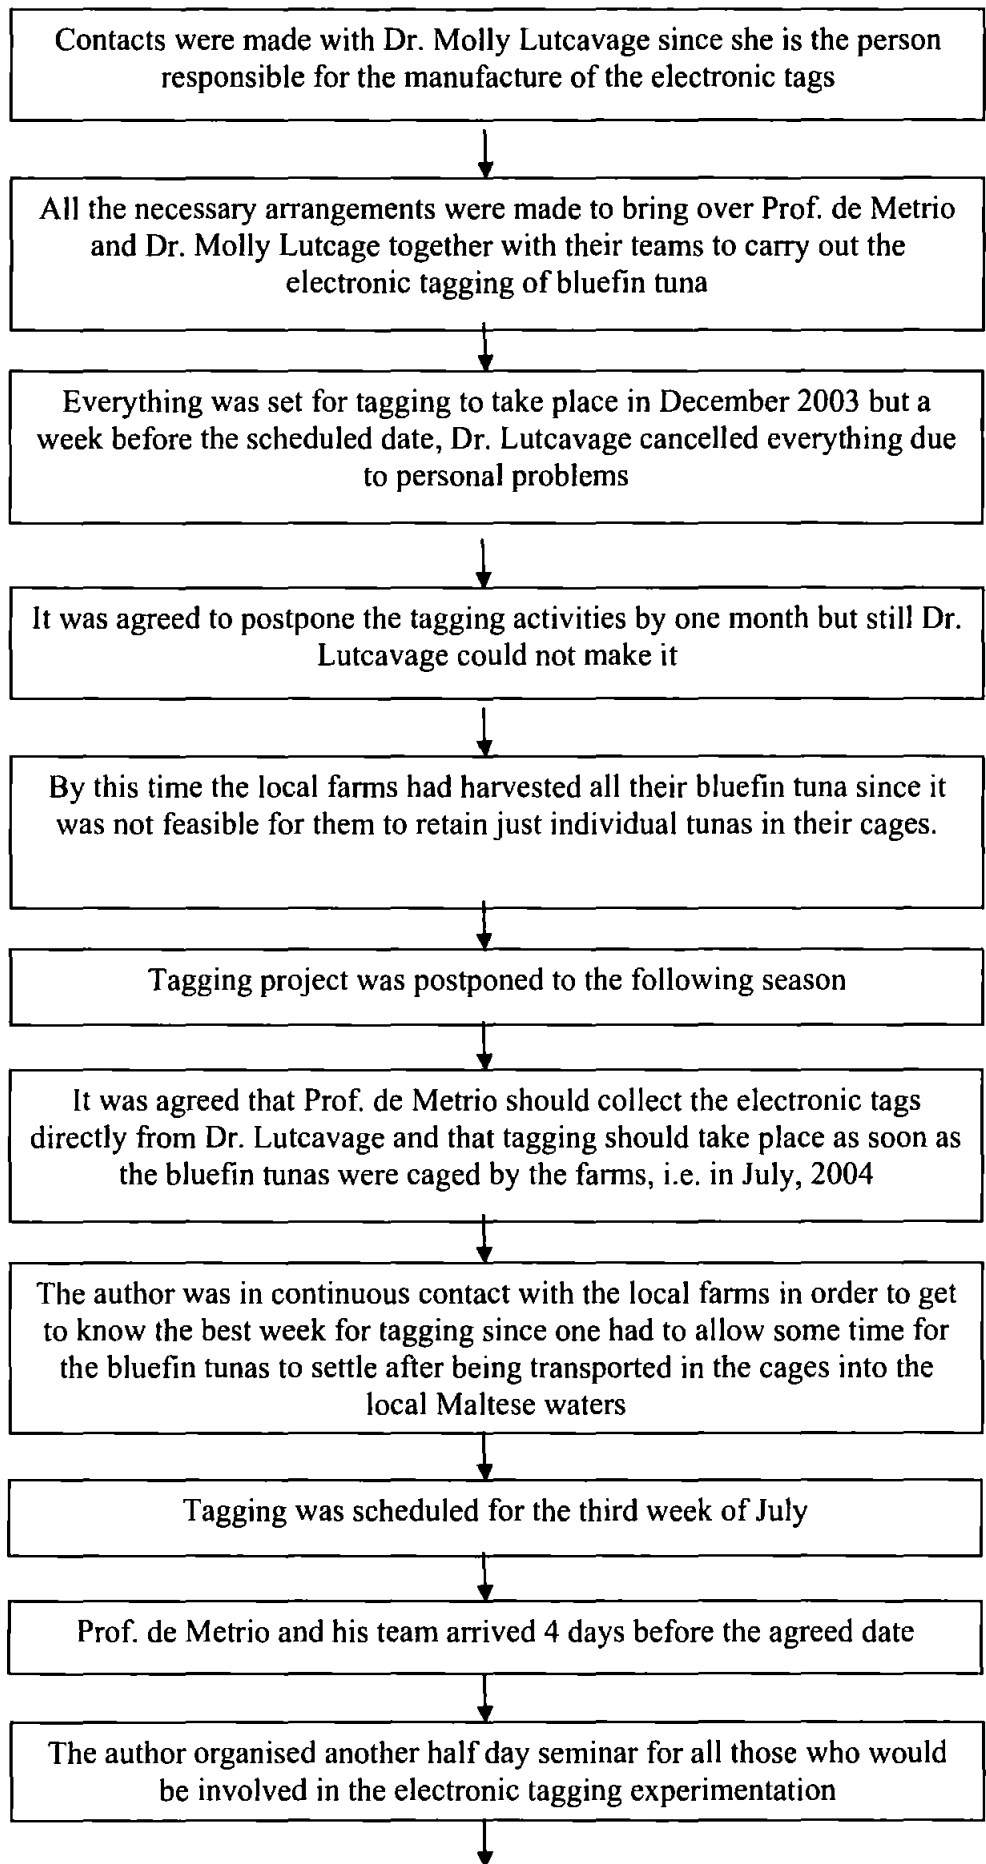 Contacts were made with Dr. Molly Lutcavage since she is the person
responsible for the manufacture of the electronic tags
All the necessary arrangements were made to bring over Prof. de Metrio
and Dr. Molly Lutcage together with their teams to carry out the
electronic tagging of bluefin tuna
Everything was set for tagging to take place in December 2003 but a
week before the scheduled date, Dr. Lutcavage cancelled everything due
to personal problems
It was agreed to postpone the tagging activities by one month but still Dr.
Lutcavage could not make it
By this time the local farms had harvested all their bluefin tuna since it
was not feasible for them to retain just individual tunas in their cages.
Tagging project was postponed to the following season
It was agreed that Prof. de Metrio should collect the electronic tags
directly from Dr. Lutcavage and that tagging should take place as soon as
the bluefin tunas were caged by the farms, i.e. in July, 2004
The author was in continuous contact with the local farms in order to get
to know the best week for tagging since one had to allow some time for
the bluefin tunas to settle after being transported in the cages into the
local Maltese waters
Tagging was scheduled for the third week of July
Prof. de Metrio and his team arrived 4 days before the agreed date
The author organised another half day seminar for all those who would
be involved in the electronic tagging experimentation